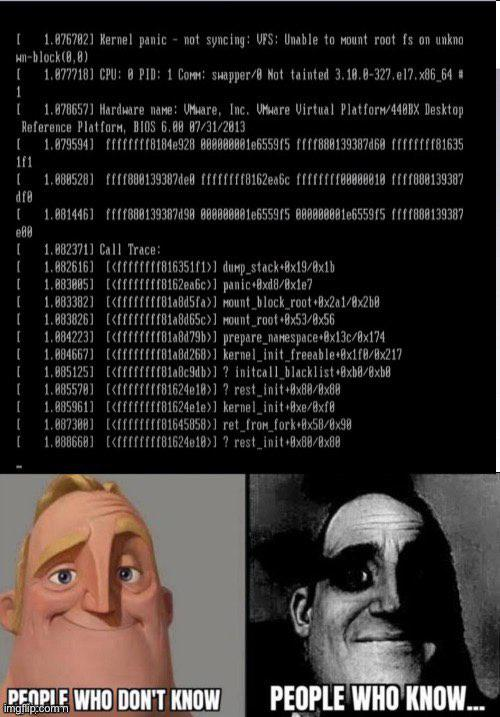 [    1.076702] Kernel panic - not syncing: VFS: Unable to mount root fs on unkno
wn-block(0,0)
[    1.077718] CPU: 0 PID: 1 Comm: swapper/0 Not tainted 3.10.0-327.el7.x86_64 #
1
[    1.078657] Hardware name: VMware, Inc. VMware Virtual Platform/440BX Desktop
 Reference Platform, BIOS 6.00 07/31/2013
[    1.079594]  ffffffff8184e928 000000001e6559f5 ffff880139387d60 ffffffff81635
1f1
[    1.080528]  ffff880139387de0 ffffffff8162ea6c ffffffff00000010 ffff880139387
df0
[    1.081446]  ffff880139387d90 000000001e6559f5 000000001e6559f5 ffff880139387
e00
[    1.082371] Call Trace:
[    1.082616]  [<ffffffff816351f1>] dump_stack+0x19/0x1b
[    1.083005]  [<ffffffff8162ea6c>] panic+0xd8/0x1e7
[    1.083382]  [<ffffffff81a8d5fa>] mount_block_root+0x2a1/0x2b0
[    1.083826]  [<ffffffff81a8d65c>] mount_root+0x53/0x56
[    1.084223]  [<ffffffff81a8d79b>] prepare_namespace+0x13c/0x174
[    1.084667]  [<ffffffff81a8d268>] kernel_init_freeable+0x1f0/0x217
[    1.085125]  [<ffffffff81a8c9db>] ? initcall_blacklist+0xb0/0xb0
[    1.085570]  [<ffffffff81624e10>] ? rest_init+0x80/0x80
[    1.085961]  [<ffffffff81624e1e>] kernel_init+0xe/0xf0
[    1.087300]  [<ffffffff81645858>] ret_from_fork+0x58/0x90
[    1.088660]  [<ffffffff81624e10>] ? rest_init+0x80/0x80
PEOPLE WHO DON'T KNOW
PEOPLE WHO KNOW...
imgflip.com